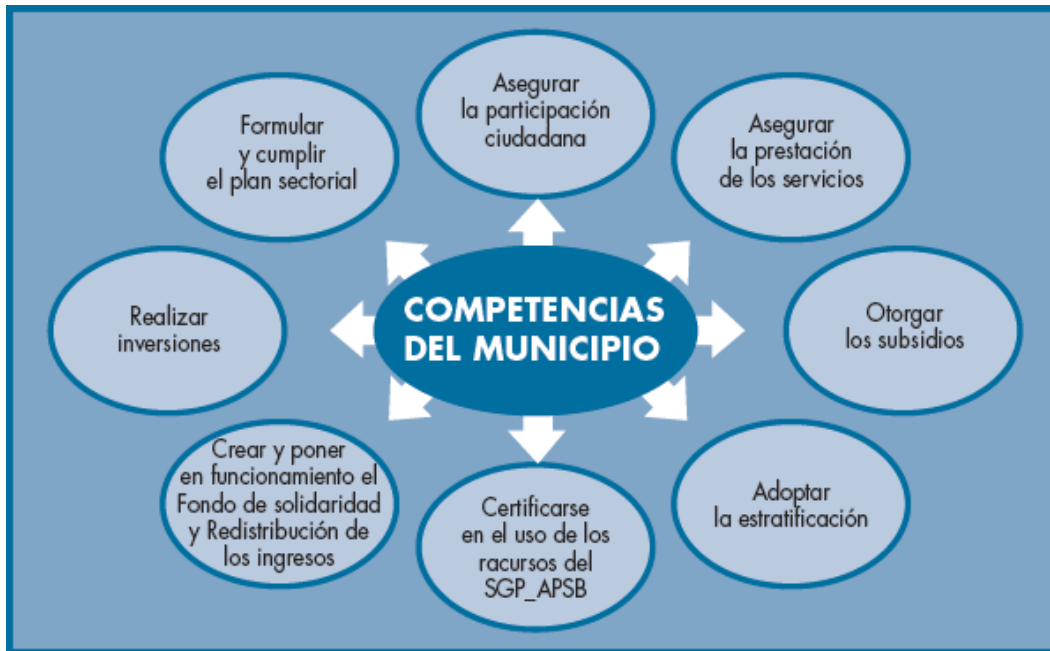 Asegurar
la participación
ciudadana
Formular
y cumplir
el plan sectorial
Asegurar
la prestación
de los servicios
Realizar
inversiones
COMPETENCIAS
DEL MUNICIPIO
Otorgar
los subsidios
Crear y poner
en funcionamiento el
Fondo de solidaridad
y Redistribución de
los ingresos
Certificarse
en el uso de los
racursos del
SGP_APSB
Adoptar
la estratificación